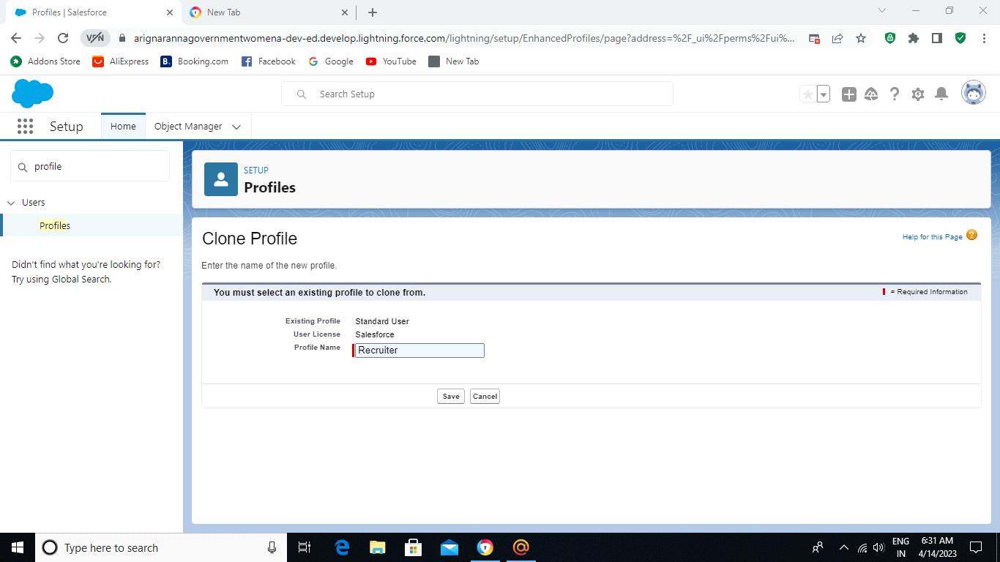 Profiles | Salesforce
New Tab
VPN
arignarannagovernmentwomena-dev-ed.develop.lightning.force.com/lightning/setup/EnhancedProfiles/page?address=%2F_ui%2Fperms%2Fui%...
Addons Store
AliExpress
B.
Booking.com
Facebook
Google
YouTube
New Tab
Search Setup
Setup
Home
Object Manager
profile
Users
Profiles
Didn't find what you're looking for?
Try using Global Search.
SETUP
Profiles
Clone Profile
Help for this Page
Enter the name of the new profile.
You must select an existing profile to clone from.
= Required Information
Existing Profile Standard User
User License Salesforce
Profile Name Recruiter
Save Cancel
Type here to search
ENG
IN
6:31 AM
4/14/2023